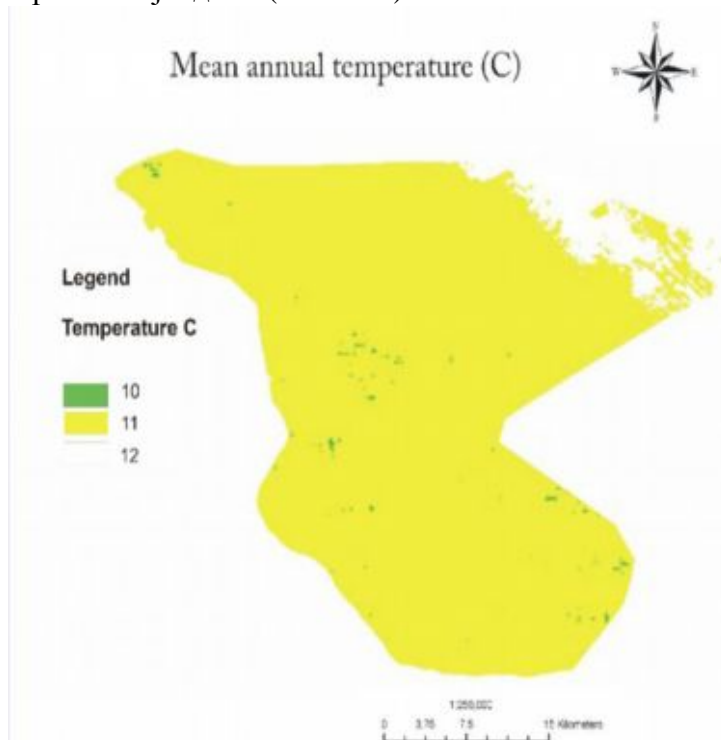 Mean annual temperature (C)
N
W
E
S
Legend
Temperature C
10
11
12
0 3,75 7,5 15 Kilometers